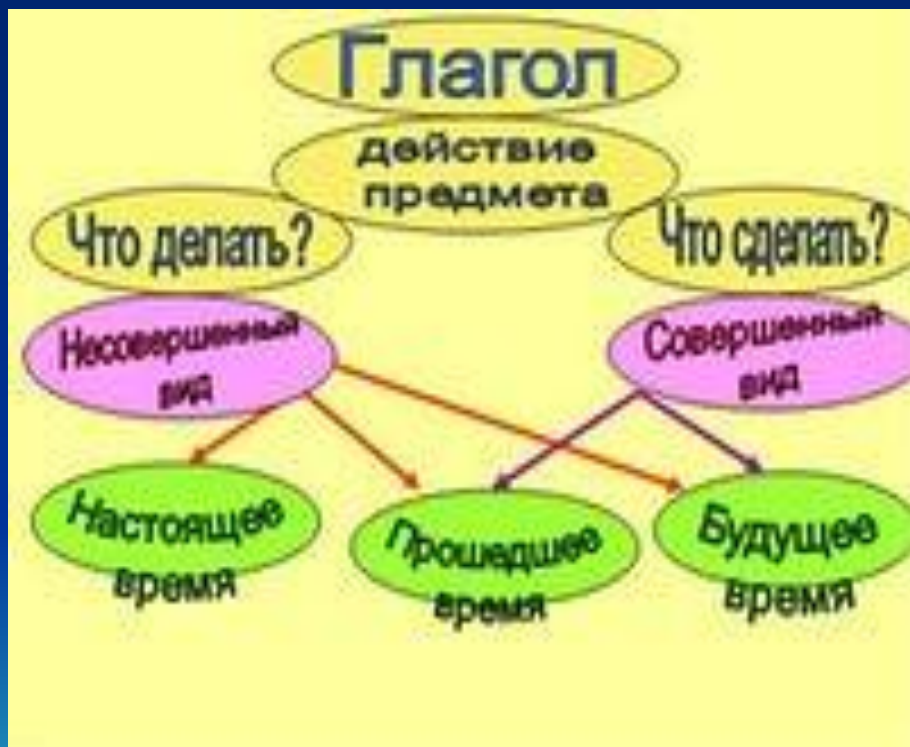 Глагол
действие
предмета
Что делать?
Что сделать?
Несовершенный
вид
Совершенный
вид
Настоящее
время
Прошедшее
время
Будущее
время